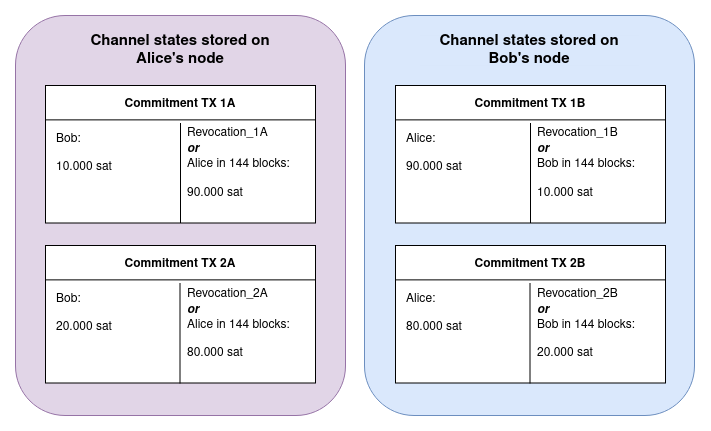 Channel states stored on
Alice's node
Commitment TX 1A
Bob:
10.000 sat
Revocation_1A
or
Alice in 144 blocks:
90.000 sat
Commitment TX 2A
Bob:
20.000 sat
Revocation_2A
or
Alice in 144 blocks:
80.000 sat
Channel states stored on
Bob's node
Commitment TX 1B
Alice:
90.000 sat
Revocation_1B
or
Bob in 144 blocks:
10.000 sat
Commitment TX 2B
Alice:
80.000 sat
Revocation_2B
or
Bob in 144 blocks:
20.000 sat